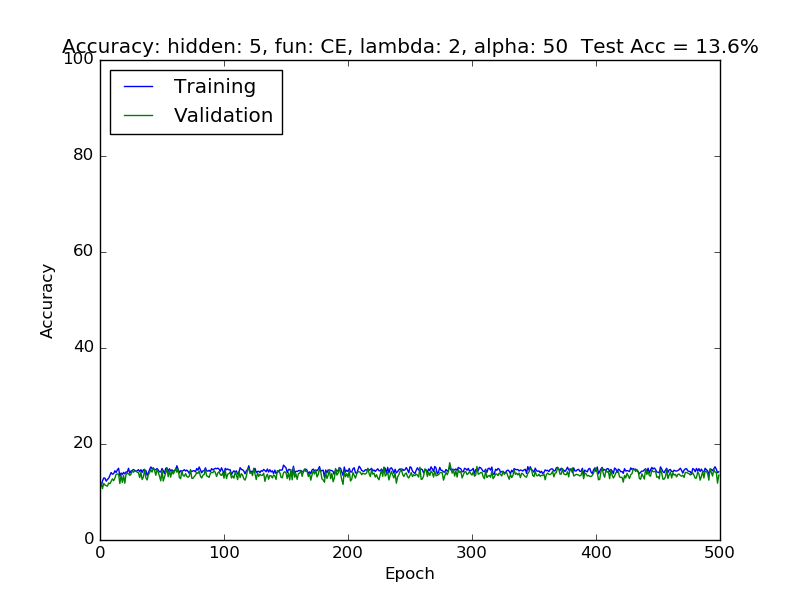 Accuracy: hidden: 5, fun: CE, lambda: 2, alpha: 50  Test Acc = 13.6%
100
Training
Validation
80
60
Accuracy
40
20
0
0 100 200 300 400 500
Epoch